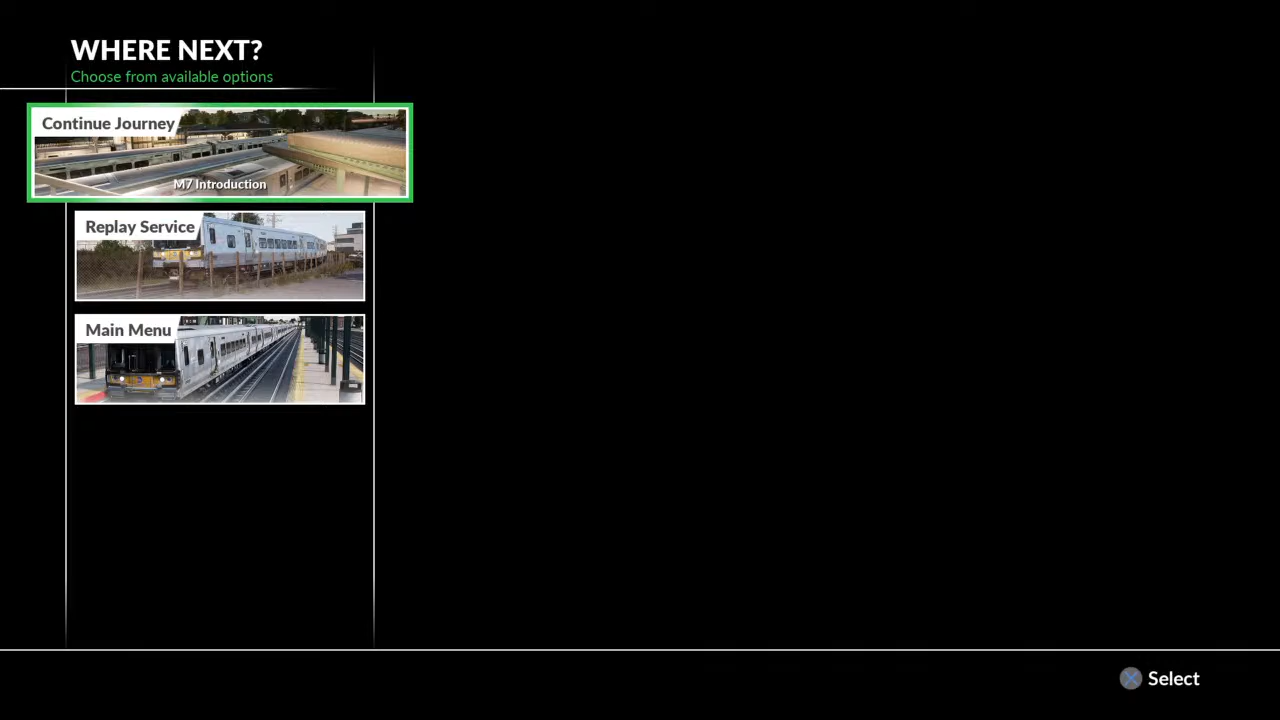 WHERE NEXT?
Choose from available options
Continue Journey
M7 Introduction
Replay Service
Main Menu
Select